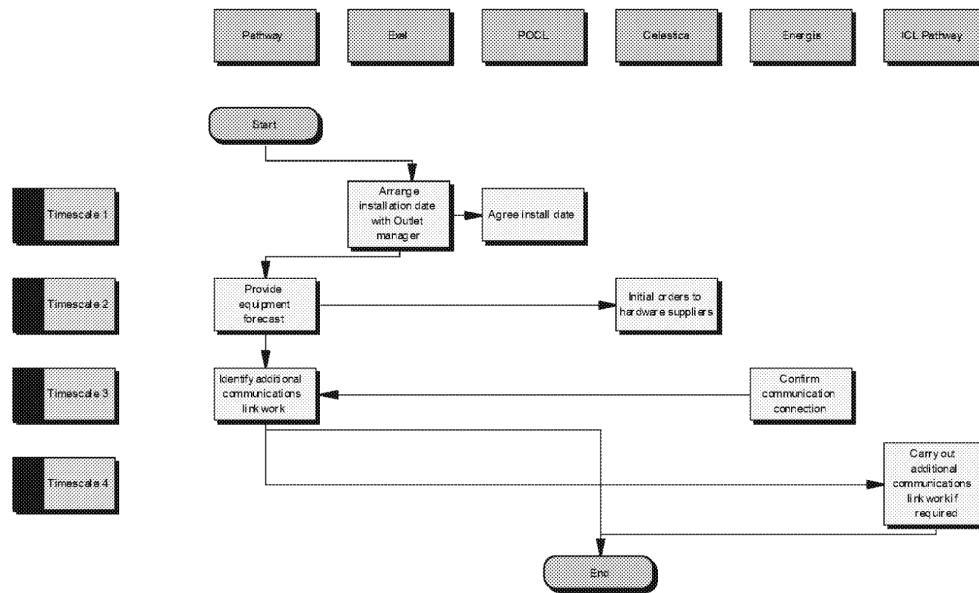 Pathway
Exel
POCL
Celestica
Energis
ICL Pathway
Start
Timescale 1
Arrange
installation date
with Outlet
manager
Agree install date
Timescale 2
Provide
equipment
forecast
Initial orders to
hardware suppliers
Timescale 3
Identify additional
communications
link work
Confirm
communication
connection
Timescale 4
Carry out
additional
communications
link work if
required
End